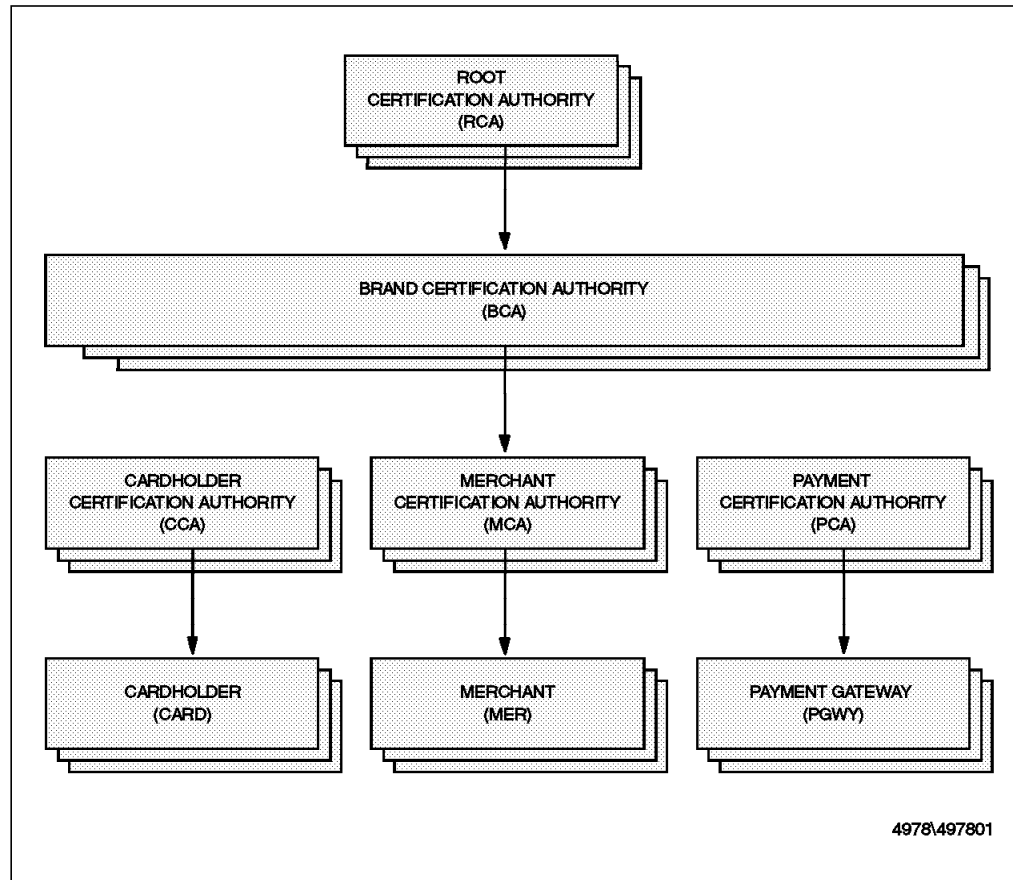 ROOT
CERTIFICATION AUTHORITY
(RCA)
BRAND CERTIFICATION AUTHORITY
(BCA)
CARDHOLDER
CERTIFICATION AUTHORITY
(CCA)
MERCHANT
CERTIFICATION AUTHORITY
(MCA)
PAYMENT
CERTIFICATION AUTHORITY
(PCA)
CARDHOLDER
(CARD)
MERCHANT
(MER)
PAYMENT GATEWAY
(PGWY)
4978\497801